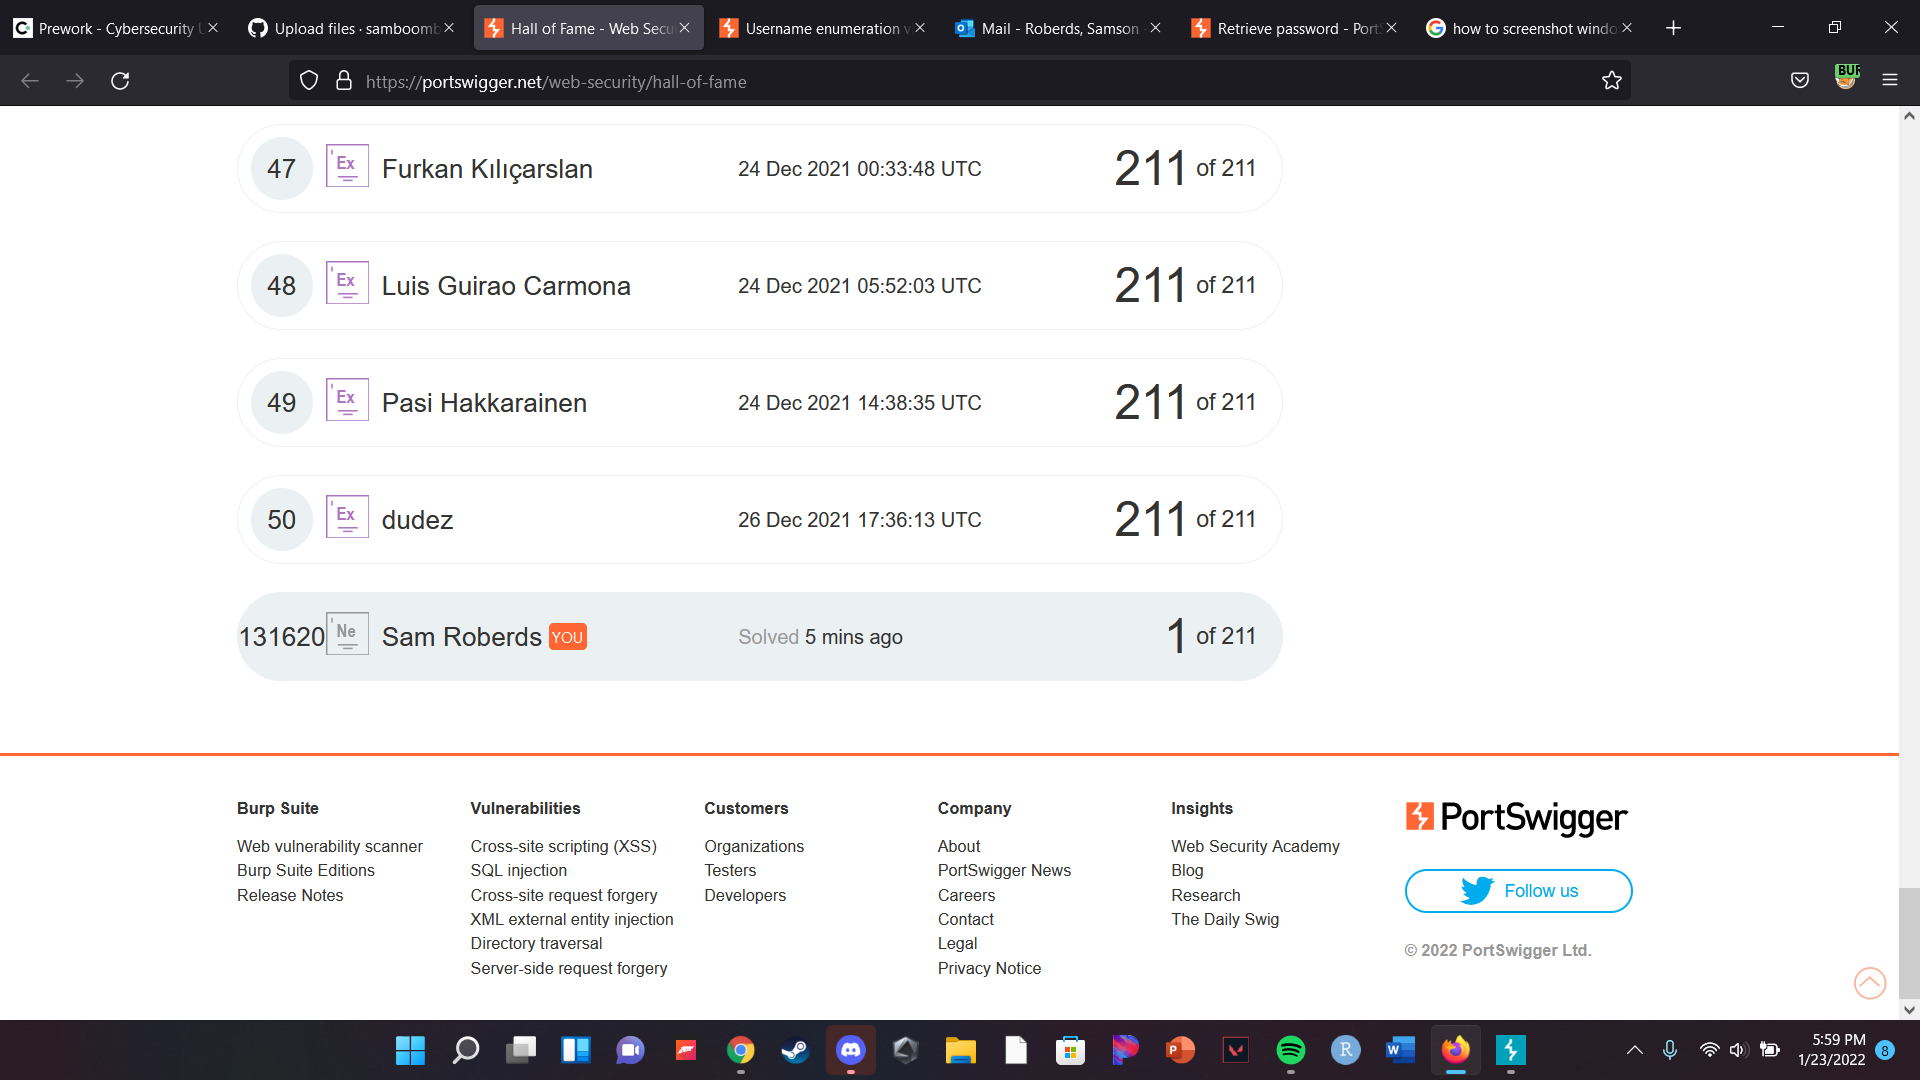 Prework - Cybersecurity
Upload files · samboomb
Hall of Fame - Web Secu
Username enumeration v
Mail - Roberds, Samson
Retrieve password - Port
how to screenshot windo
https://portswigger.net/web-security/hall-of-fame
BUR
47 Ex Furkan Kılıçarslan 24 Dec 2021 00:33:48 UTC 211 of 211
48 Ex Luis Guirao Carmona 24 Dec 2021 05:52:03 UTC 211 of 211
49 Ex Pasi Hakkarainen 24 Dec 2021 14:38:35 UTC 211 of 211
50 Ex dudez 26 Dec 2021 17:36:13 UTC 211 of 211
131620 Ne Sam Roberds YOU Solved 5 mins ago 1 of 211
Burp Suite
Web vulnerability scanner
Burp Suite Editions
Release Notes
Vulnerabilities
Cross-site scripting (XSS)
SQL injection
Cross-site request forgery
XML external entity injection
Directory traversal
Server-side request forgery
Customers
Organizations
Testers
Developers
Company
About
PortSwigger News
Careers
Contact
Legal
Privacy Notice
Insights
Web Security Academy
Blog
Research
The Daily Swig
PortSwigger
Follow us
© 2022 PortSwigger Ltd.
5:59 PM
1/23/2022
8